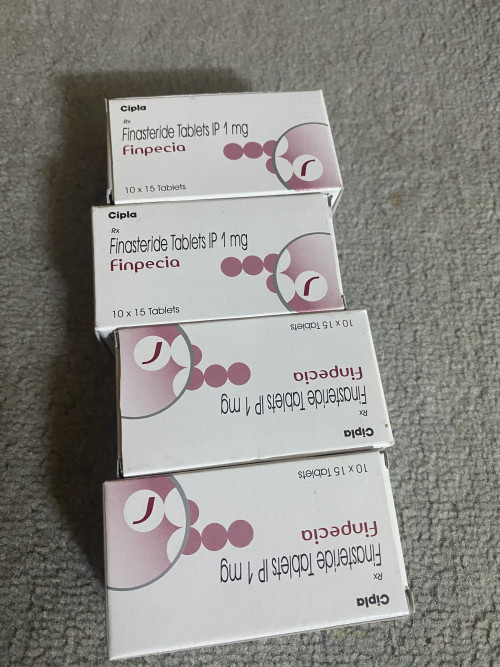 Cipla
Rx
Finasteride Tablets IP 1 mg
Finpecia
10 x 15 Tablets
Cipla
Rx
Finasteride Tablets IP 1 mg
Finpecia
10 x 15 Tablets
Cipla
Rx
Finasteride Tablets IP 1 mg
Finpecia
10 x 15 Tablets
Cipla
Rx
Finasteride Tablets IP 1 mg
Finpecia
10 x 15 Tablets